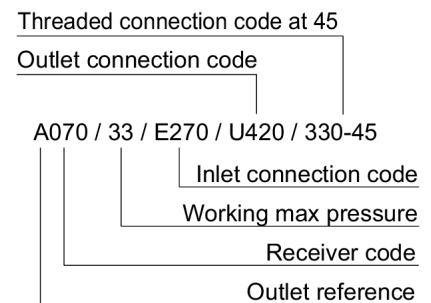 Threaded connection code at 45
Outlet connection code
A070 / 33 / E270 / U420 / 330-45
Inlet connection code
Working max pressure
Receiver code
Outlet reference